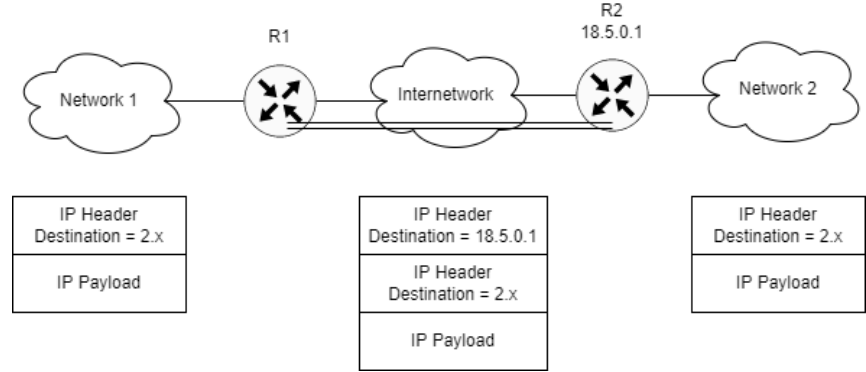 R1
R2
18.5.0.1
Network 1
Internetwork
Network 2
IP Header
Destination = 2.x
IP Payload
IP Header
Destination = 18.5.0.1
IP Header
Destination = 2.x
IP Payload
IP Header
Destination = 2.x
IP Payload